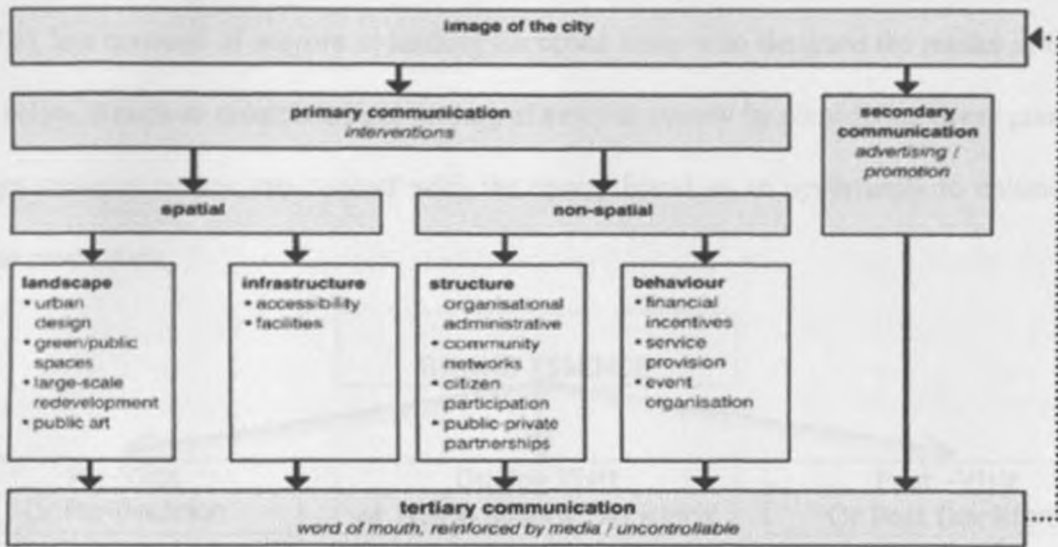 image of the city
primary communication
interventions
secondary
communication
advertising /
promotion
spatial
non-spatial
landscape
• urban
design
• green/public
spaces
• large-scale
redevelopment
• public art
infrastructure
• accessibility
• facilities
structure
organisational
administrative
• community
networks
• citizen
participation
• public-private
partnerships
behaviour
• financial
incentives
• service
provision
• event
organisation
tertiary communication
word of mouth, reinforced by media / uncontrollable